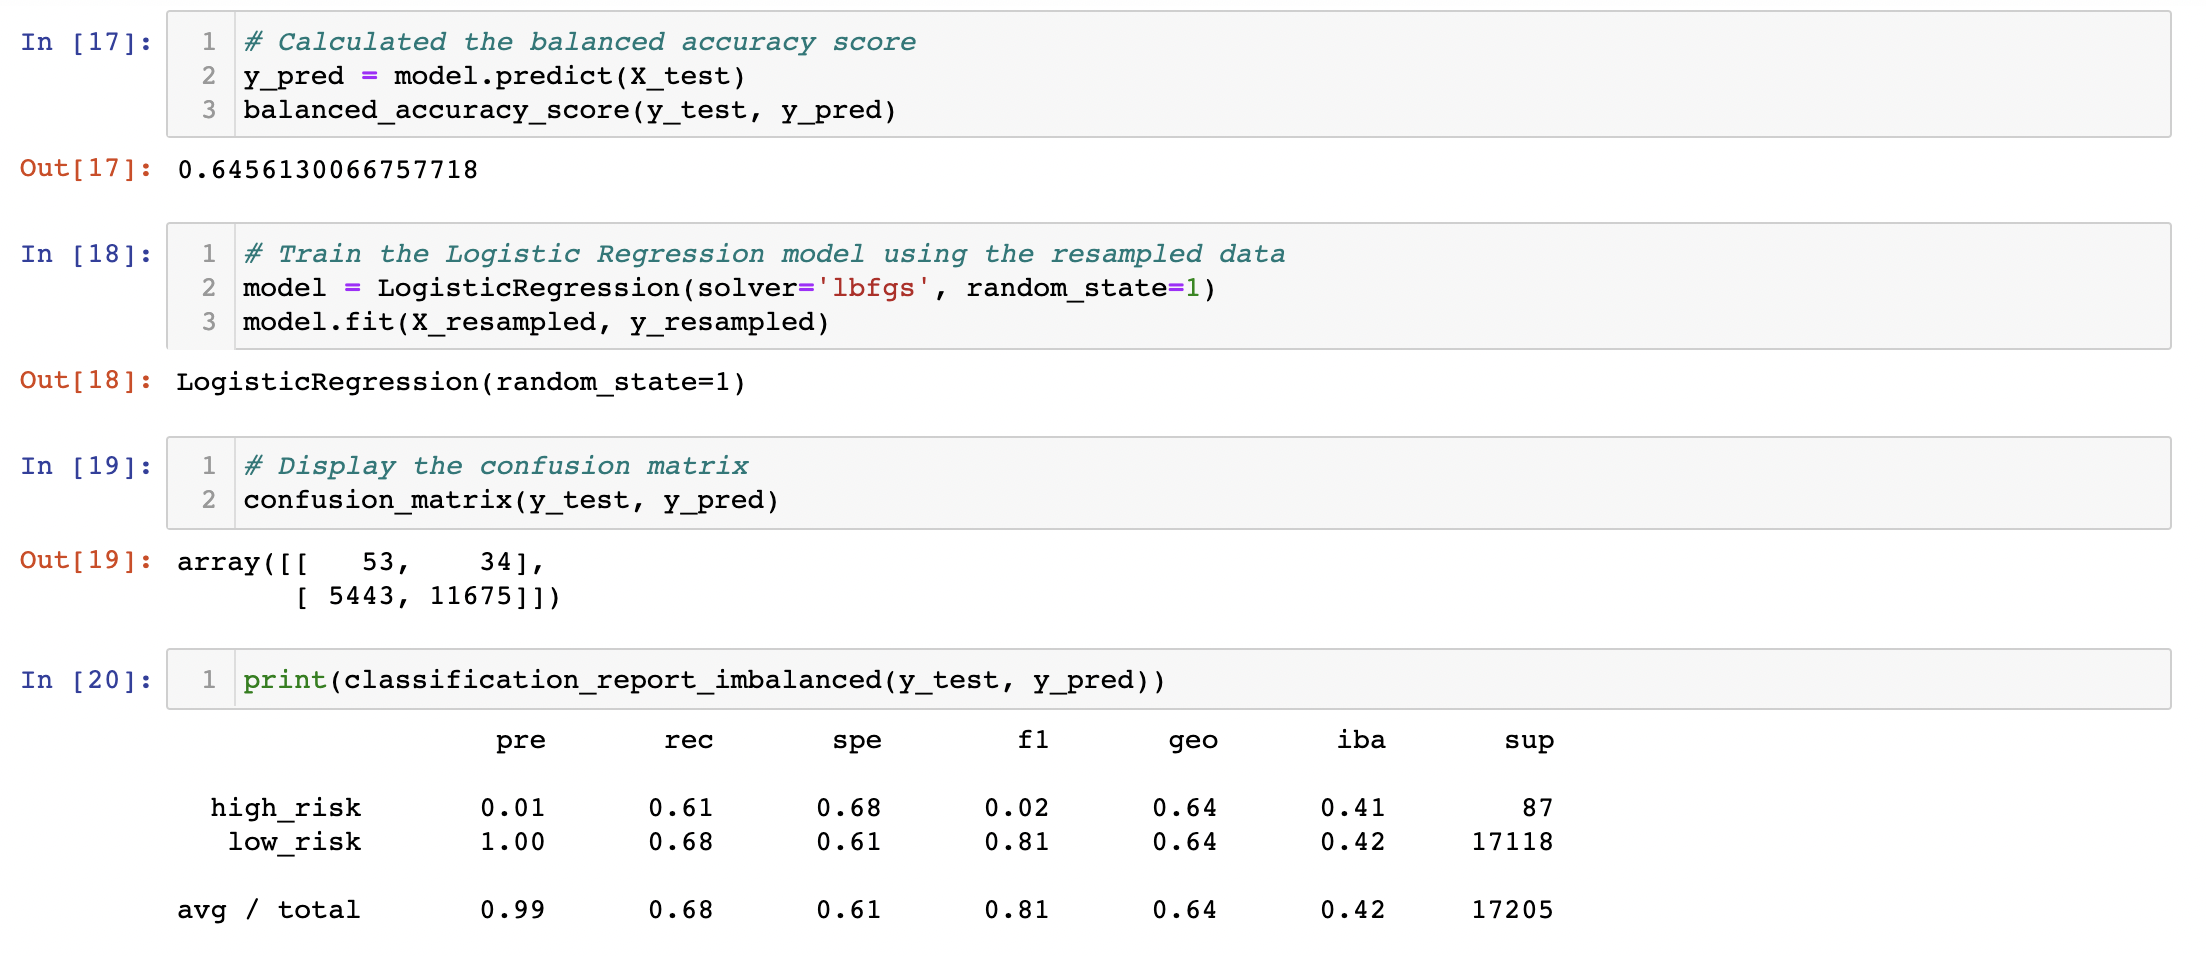 In [17]:
1 # Calculated the balanced accuracy score
2 y_pred = model.predict(X_test)
3 balanced_accuracy_score(y_test, y_pred)
Out[17]: 0.6456130066757718
In [18]:
1 # Train the Logistic Regression model using the resampled data
2 model = LogisticRegression(solver='lbfgs', random_state=1)
3 model.fit(X_resampled, y_resampled)
Out[18]: LogisticRegression(random_state=1)
In [19]:
1 # Display the confusion matrix
2 confusion_matrix(y_test, y_pred)
Out[19]: array([[   53,    34],
       [ 5443, 11675]])
In [20]:
1 print(classification_report_imbalanced(y_test, y_pred))
pre rec spe f1 geo iba sup
high_risk 0.01 0.61 0.68 0.02 0.64 0.41 87
low_risk 1.00 0.68 0.61 0.81 0.64 0.42 17118
avg / total 0.99 0.68 0.61 0.81 0.64 0.42 17205